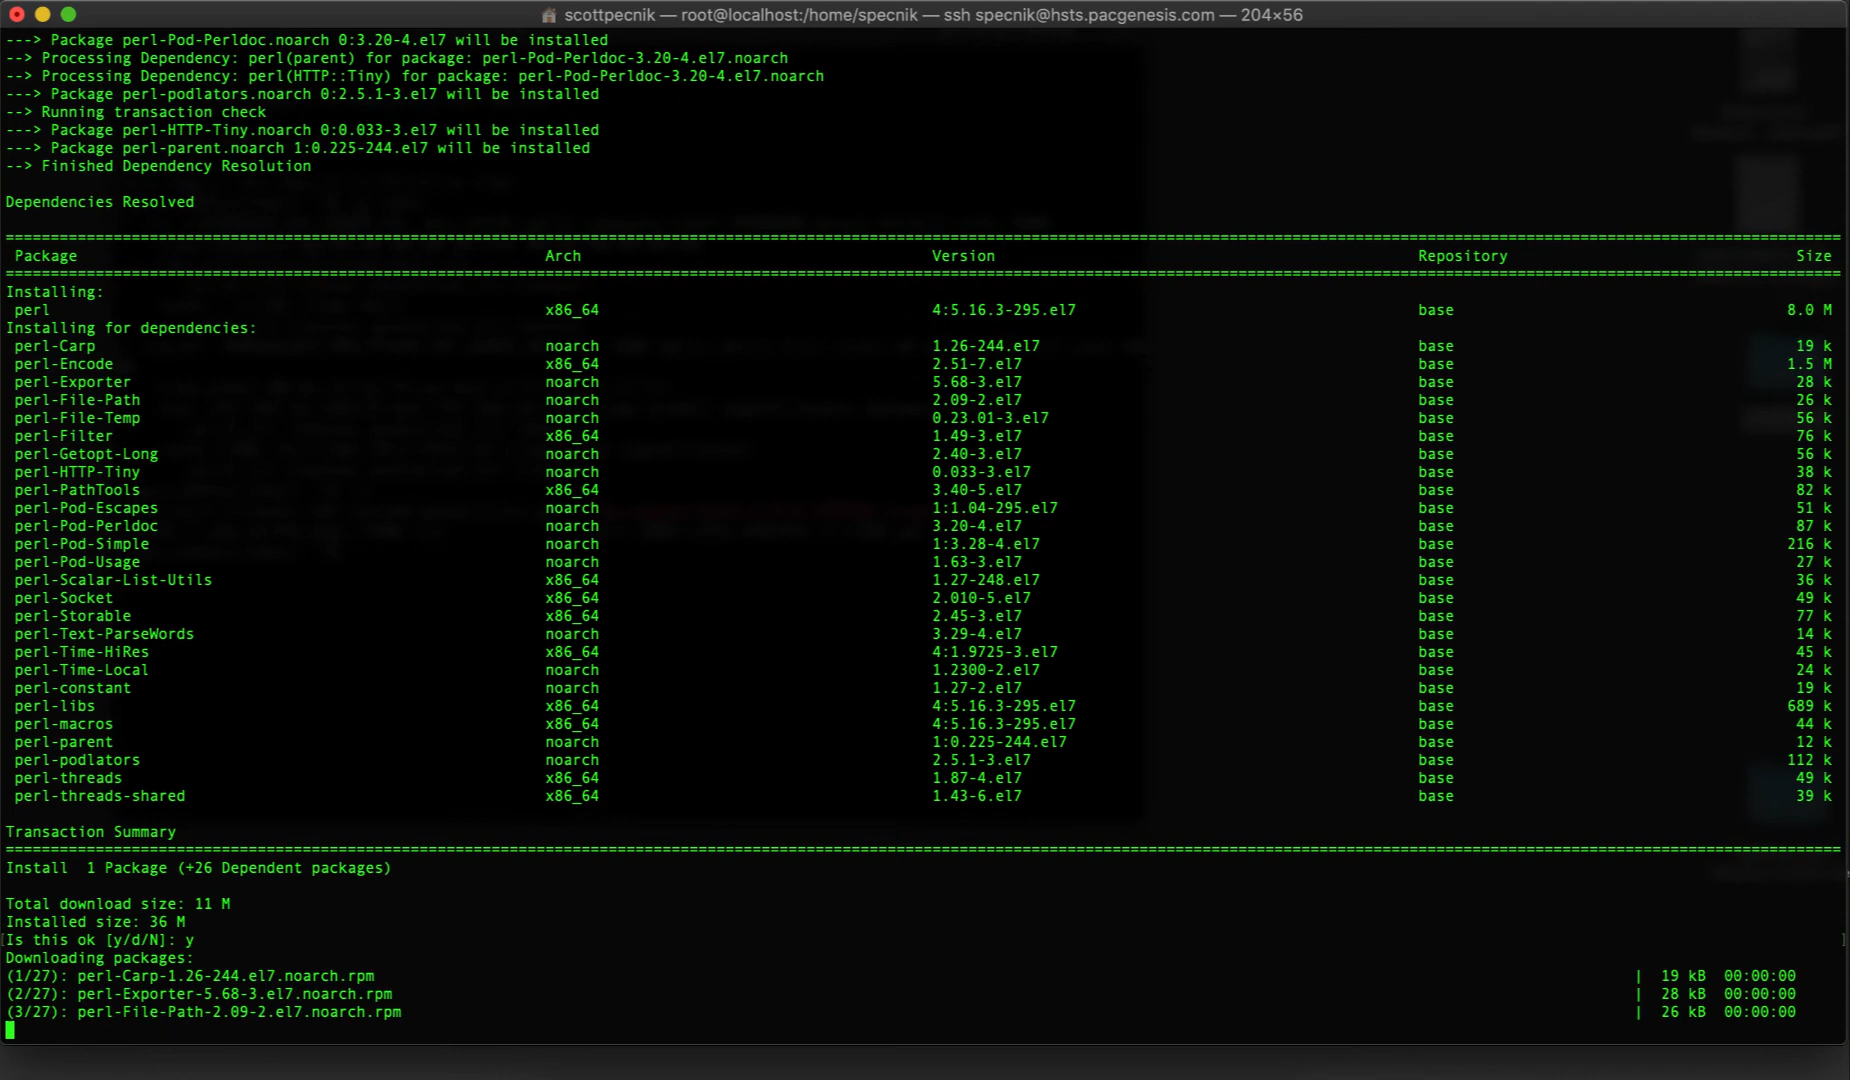 scottpecnik — root@localhost:/home/specnik — ssh specnik@hsts.pacgenesis.com — 204×56
---> Package perl-Pod-Perldoc.noarch 0:3.20-4.el7 will be installed
--> Processing Dependency: perl(parent) for package: perl-Pod-Perldoc-3.20-4.el7.noarch
--> Processing Dependency: perl(HTTP::Tiny) for package: perl-Pod-Perldoc-3.20-4.el7.noarch
---> Package perl-podlators.noarch 0:2.5.1-3.el7 will be installed
--> Running transaction check
---> Package perl-HTTP-Tiny.noarch 0:0.033-3.el7 will be installed
---> Package perl-parent.noarch 1:0.225-244.el7 will be installed
--> Finished Dependency Resolution
Dependencies Resolved
Package Arch Version Repository Size
Installing:
perl x86_64 4:5.16.3-295.el7 base 8.0 M
Installing for dependencies:
perl-Carp noarch 1.26-244.el7 base 19 k
perl-Encode x86_64 2.51-7.el7 base 1.5 M
perl-Exporter noarch 5.68-3.el7 base 28 k
perl-File-Path noarch 2.09-2.el7 base 26 k
perl-File-Temp noarch 0.23.01-3.el7 base 56 k
perl-Filter x86_64 1.49-3.el7 base 76 k
perl-Getopt-Long noarch 2.40-3.el7 base 56 k
perl-HTTP-Tiny noarch 0.033-3.el7 base 38 k
perl-PathTools x86_64 3.40-5.el7 base 82 k
perl-Pod-Escapes noarch 1:1.04-295.el7 base 51 k
perl-Pod-Perldoc noarch 3.20-4.el7 base 87 k
perl-Pod-Simple noarch 1:3.28-4.el7 base 216 k
perl-Pod-Usage noarch 1.63-3.el7 base 27 k
perl-Scalar-List-Utils x86_64 1.27-248.el7 base 36 k
perl-Socket x86_64 2.010-5.el7 base 49 k
perl-Storable x86_64 2.45-3.el7 base 77 k
perl-Text-ParseWords noarch 3.29-4.el7 base 14 k
perl-Time-HiRes x86_64 4:1.9725-3.el7 base 45 k
perl-Time-Local noarch 1.2300-2.el7 base 24 k
perl-constant noarch 1.27-2.el7 base 19 k
perl-libs x86_64 4:5.16.3-295.el7 base 689 k
perl-macros x86_64 4:5.16.3-295.el7 base 44 k
perl-parent noarch 1:0.225-244.el7 base 12 k
perl-podlators noarch 2.5.1-3.el7 base 112 k
perl-threads x86_64 1.87-4.el7 base 49 k
perl-threads-shared x86_64 1.43-6.el7 base 39 k
Transaction Summary
Install  1 Package (+26 Dependent packages)
Total download size: 11 M
Installed size: 36 M
Is this ok [y/d/N]: y
Downloading packages:
(1/27): perl-Carp-1.26-244.el7.noarch.rpm | 19 kB 00:00:00
(2/27): perl-Exporter-5.68-3.el7.noarch.rpm | 28 kB 00:00:00
(3/27): perl-File-Path-2.09-2.el7.noarch.rpm | 26 kB 00:00:00